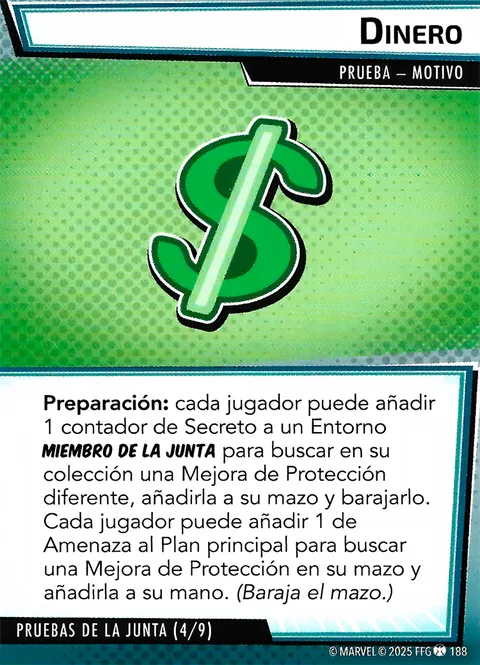 DINERO
PRUEBA – MOTIVO
$
Preparación: cada jugador puede añadir
1 contador de Secreto a un Entorno
MIEMBRO DE LA JUNTA para buscar en su
colección una Mejora de Protección
diferente, añadirla a su mazo y barajarlo.
Cada jugador puede añadir 1 de
Amenaza al Plan principal para buscar
una Mejora de Protección en su mazo y
añadirla a su mano. (Baraja el mazo.)
PRUEBAS DE LA JUNTA (4/9)
© MARVEL © 2025 FFG 188